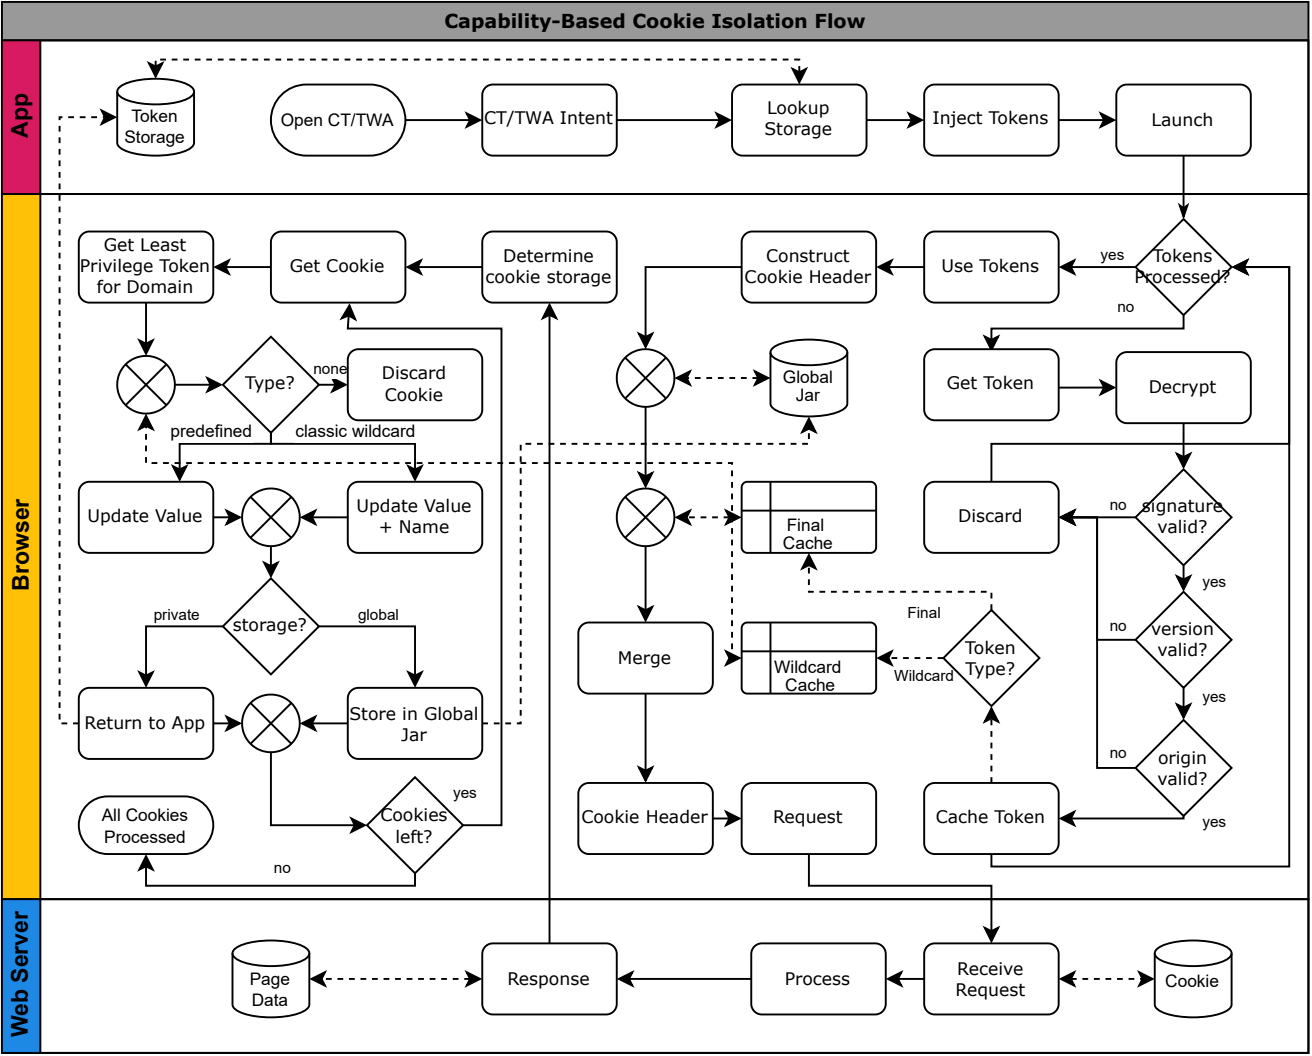 Capability-Based Cookie Isolation Flow
App
Token
Storage
Open CT/TWA
CT/TWA Intent
Lookup
Storage
Inject Tokens
Launch
Browser
Get Least
Privilege Token
for Domain
Get Cookie
Determine
cookie storage
Construct
Cookie Header
Use Tokens
yes
Tokens
Processed?
no
Type?
none
Discard
Cookie
Global
Jar
Get Token
Decrypt
predefined
classic wildcard
Update Value
Update Value
+ Name
Final
Cache
Discard
no
signature
valid?
yes
private
storage?
global
Final
no
version
valid?
Merge
Wildcard
Cache
Wildcard
Token
Type?
yes
Return to App
Store in Global
Jar
no
origin
valid?
yes
All Cookies
Processed
Cookies
left?
yes
no
Cookie Header
Request
Cache Token
Web Server
Page
Data
Response
Process
Receive
Request
Cookie